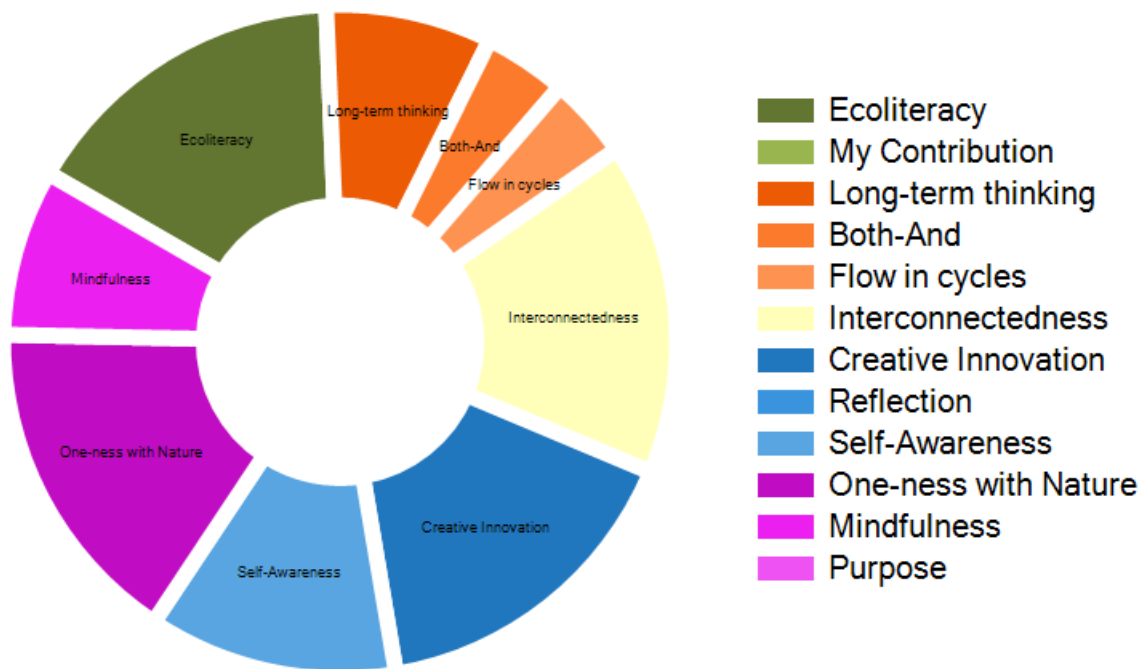 Long-term thinking
Both-And
Flow in cycles
Interconnectedness
Creative Innovation
Self-Awareness
One-ness with Nature
Mindfulness
Ecoliteracy
Ecoliteracy
My Contribution
Long-term thinking
Both-And
Flow in cycles
Interconnectedness
Creative Innovation
Reflection
Self-Awareness
One-ness with Nature
Mindfulness
Purpose